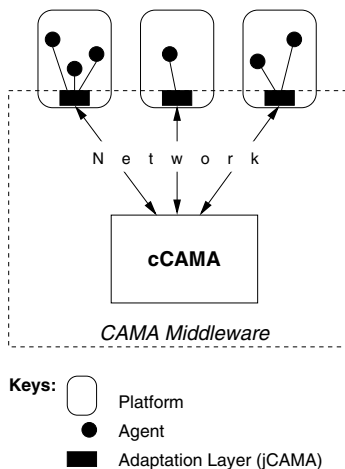 N e t w o r k
cCAMA
CAMA Middleware
Keys:
Platform
Agent
Adaptation Layer (jCAMA)